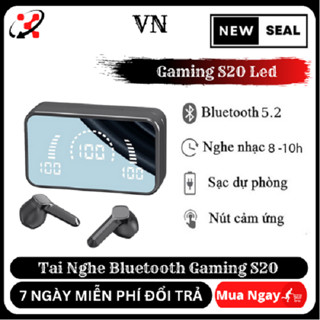 VN
NEW SEAL
Gaming S20 Led
Bluetooth 5.2
Nghe nhạc 8 -10h
Sạc dự phòng
Nút cảm ứng
100
100
100
Tai Nghe Bluetooth Gaming S20
7 NGÀY MIỄN PHÍ ĐỔI TRẢ
Mua Ngay